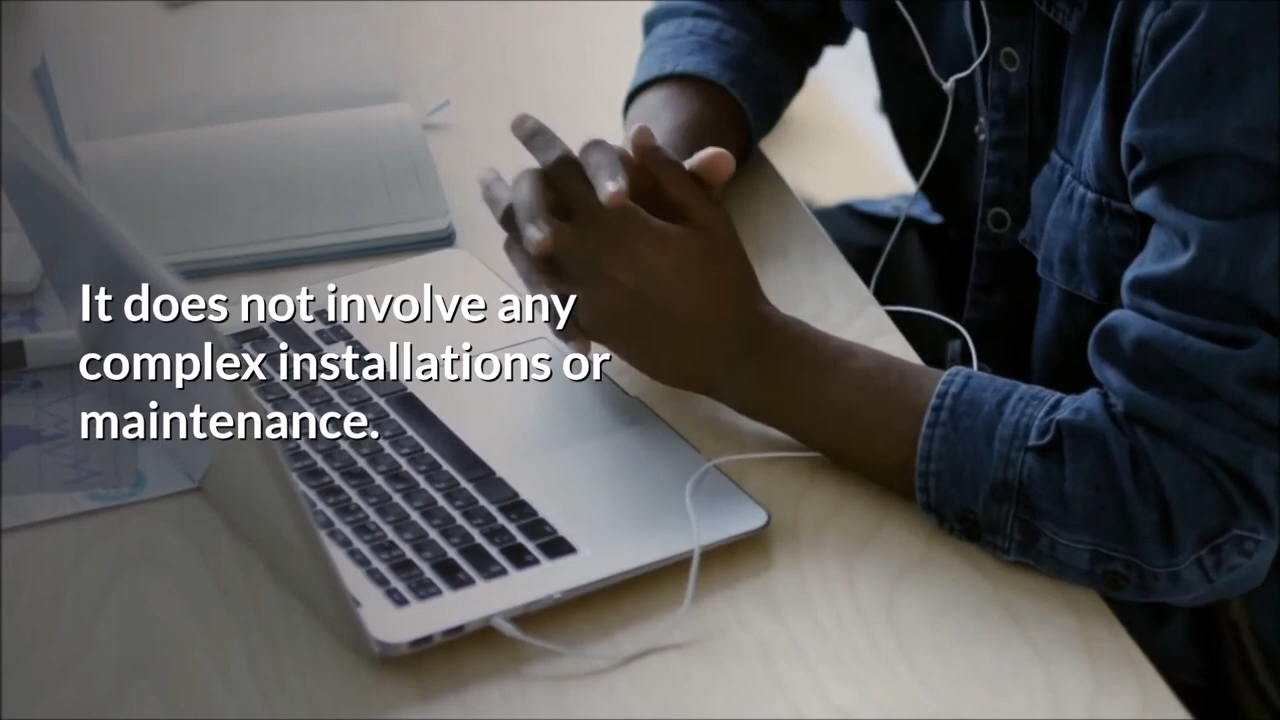 It does not involve any
complex installations or
maintenance.